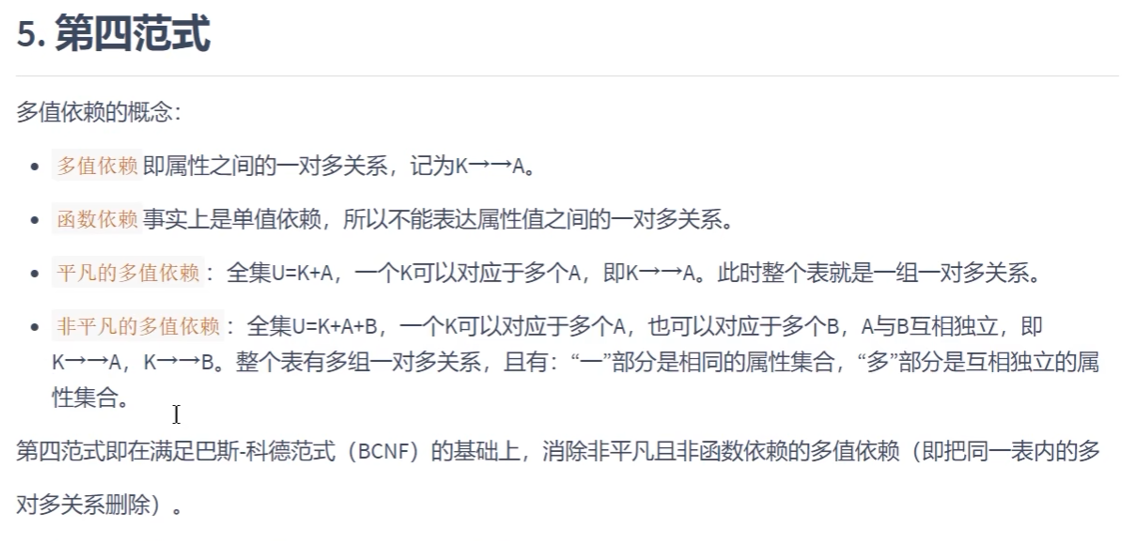 5. 第四范式
多值依赖的概念：
• 多值依赖即属性之间的一对多关系，记为K→→A。
• 函数依赖事实上是单值依赖，所以不能表达属性值之间的一对多关系。
• 平凡的多值依赖：全集U=K+A，一个K可以对应于多个A，即K→→A。此时整个表就是一组一对多关系。
• 非平凡的多值依赖：全集U=K+A+B，一个K可以对应于多个A，也可以对应于多个B，A与B互相独立，即
K→→A，K→→B。整个表有多组一对多关系，且有：“一”部分是相同的属性集合，“多”部分是互相独立的属
性集合。
第四范式即在满足巴斯-科德范式（BCNF）的基础上，消除非平凡且非函数依赖的多值依赖（即把同一表内的多
对多关系删除）。